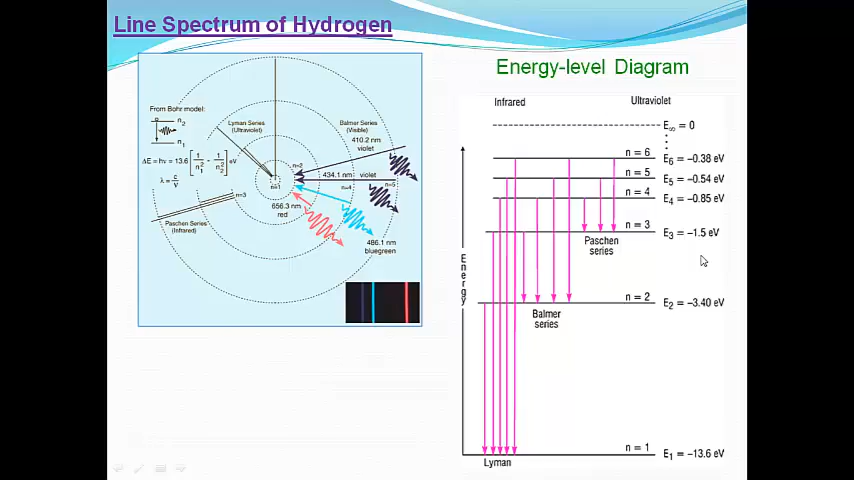 Line Spectrum of Hydrogen
From Bohr model:
n2
n1
ΔE = hν = 13.6 [ 1/n1² - 1/n2² ] eV
λ = c/ν
Lyman Series
(Ultraviolet)
Balmer Series
(Visible)
410.2 nm
violet
n=2
434.1 nm violet
n=1
n=4
n=5
n=3
656.3 nm
red
Paschen Series
(Infrared)
486.1 nm
bluegreen
Energy-level Diagram
Infrared
Ultraviolet
E∞ = 0
n = 6
E6 = −0.38 eV
n = 5
E5 = −0.54 eV
n = 4
E4 = −0.85 eV
n = 3
E3 = −1.5 eV
Paschen
series
Energy
n = 2
E2 = −3.40 eV
Balmer
series
n = 1
E1 = −13.6 eV
Lyman